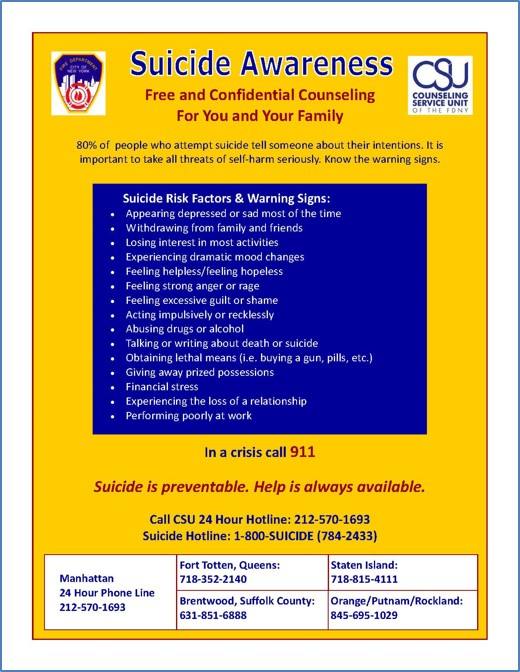 FIRE DEPARTMENT
CITY OF
NEW YORK
Suicide Awareness
CSU
COUNSELING
SERVICE UNIT
OF THE FDNY
Free and Confidential Counseling
For You and Your Family
80% of people who attempt suicide tell someone about their intentions. It is
important to take all threats of self-harm seriously. Know the warning signs.
Suicide Risk Factors & Warning Signs:
• Appearing depressed or sad most of the time
• Withdrawing from family and friends
• Losing interest in most activities
• Experiencing dramatic mood changes
• Feeling helpless/feeling hopeless
• Feeling strong anger or rage
• Feeling excessive guilt or shame
• Acting impulsively or recklessly
• Abusing drugs or alcohol
• Talking or writing about death or suicide
• Obtaining lethal means (i.e. buying a gun, pills, etc.)
• Giving away prized possessions
• Financial stress
• Experiencing the loss of a relationship
• Performing poorly at work
In a crisis call 911
Suicide is preventable. Help is always available.
Call CSU 24 Hour Hotline: 212-570-1693
Suicide Hotline: 1-800-SUICIDE (784-2433)
Manhattan
24 Hour Phone Line
212-570-1693
Fort Totten, Queens:
718-352-2140
Staten Island:
718-815-4111
Brentwood, Suffolk County:
631-851-6888
Orange/Putnam/Rockland:
845-695-1029